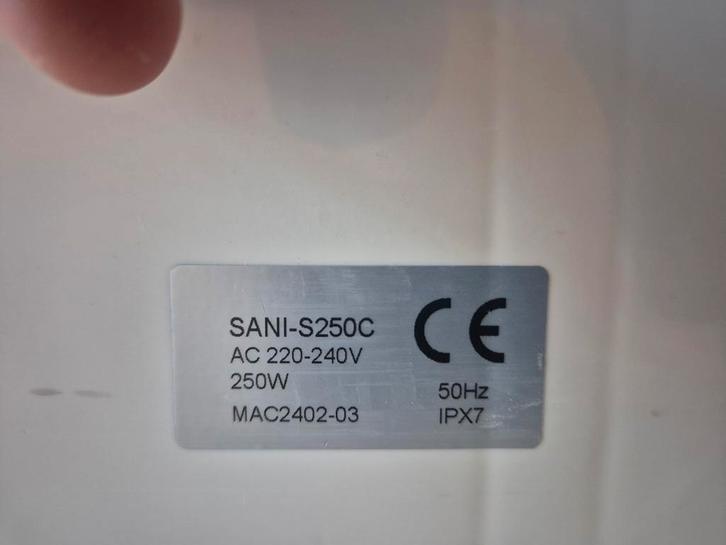 SANI-S250C
AC 220-240V
250W
MAC2402-03
CE
50Hz
IPX7